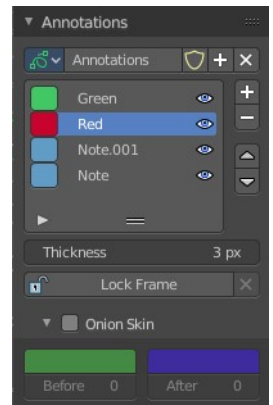 Annotations
Annotations
Green
Red
Note.001
Note
Thickness 3 px
Lock Frame
Onion Skin
Before 0 After 0